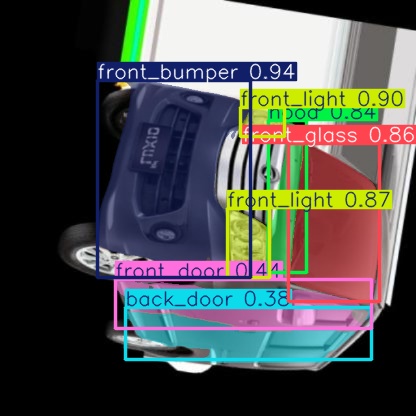 front_bumper 0.94
front_light 0.90
hood 0.84
front_glass 0.86
front_light 0.87
front_door 0.44
back_door 0.38